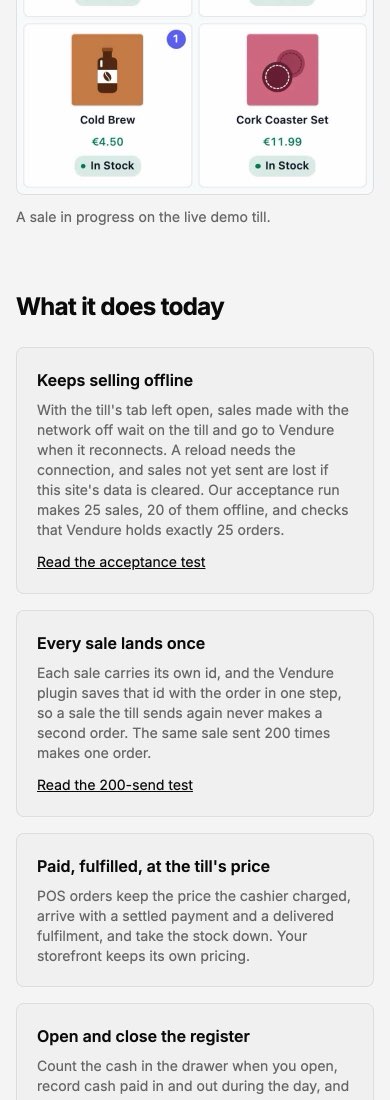 1
Cold Brew
€4.50
In Stock
Cork Coaster Set
€11.99
In Stock
A sale in progress on the live demo till.
What it does today
Keeps selling offline
With the till's tab left open, sales made with the
network off wait on the till and go to Vendure
when it reconnects. A reload needs the
connection, and sales not yet sent are lost if
this site's data is cleared. Our acceptance run
makes 25 sales, 20 of them offline, and checks
that Vendure holds exactly 25 orders.
Read the acceptance test
Every sale lands once
Each sale carries its own id, and the Vendure
plugin saves that id with the order in one step,
so a sale the till sends again never makes a
second order. The same sale sent 200 times
makes one order.
Read the 200-send test
Paid, fulfilled, at the till's price
POS orders keep the price the cashier charged,
arrive with a settled payment and a delivered
fulfilment, and take the stock down. Your
storefront keeps its own pricing.
Open and close the register
Count the cash in the drawer when you open,
record cash paid in and out during the day, and